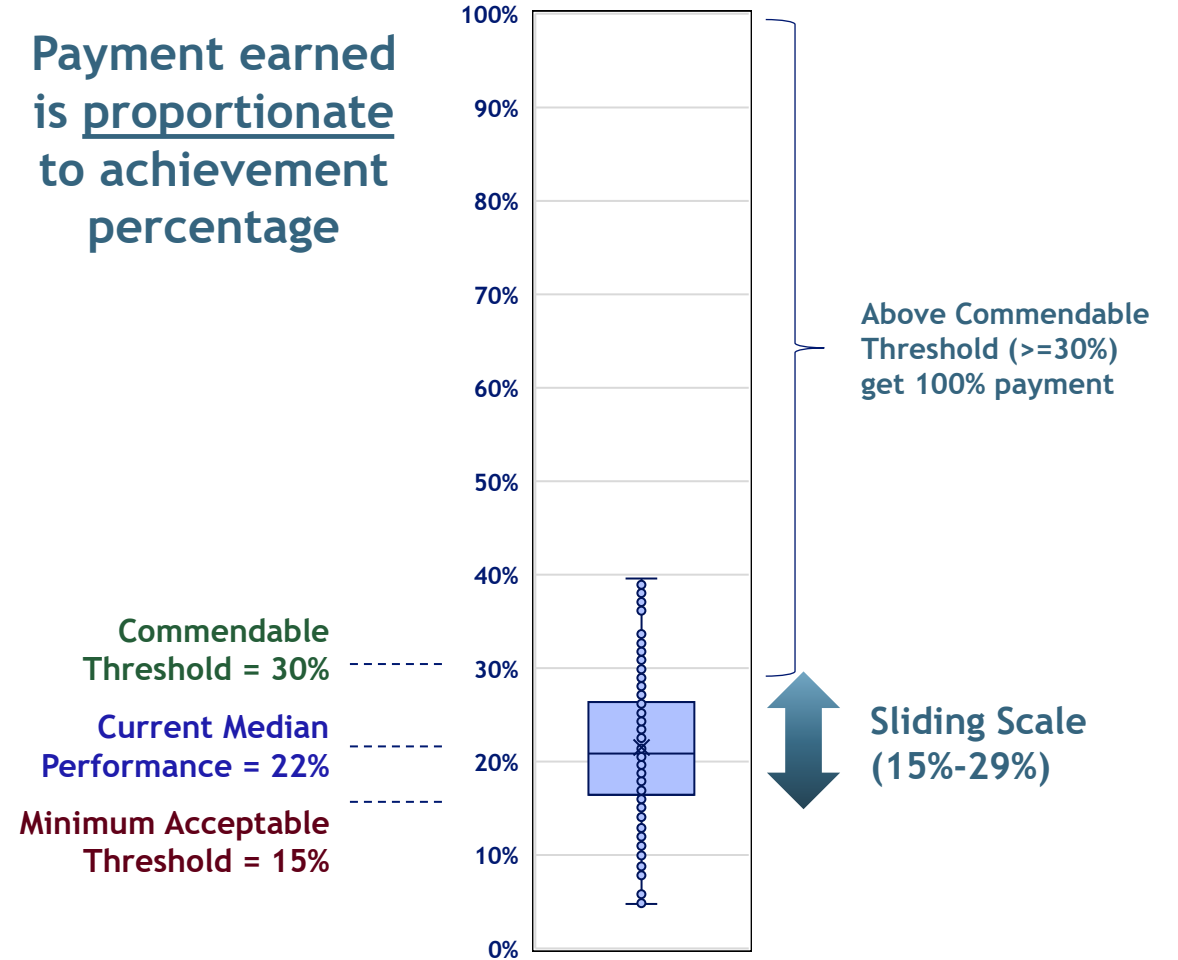 Payment earned
is proportionate
to achievement
percentage
100%
90%
80%
70%
60%
50%
40%
30%
20%
10%
0%
Commendable
Threshold = 30%
Current Median
Performance = 22%
Minimum Acceptable
Threshold = 15%
Above Commendable
Threshold (>=30%)
get 100% payment
Sliding Scale
(15%-29%)